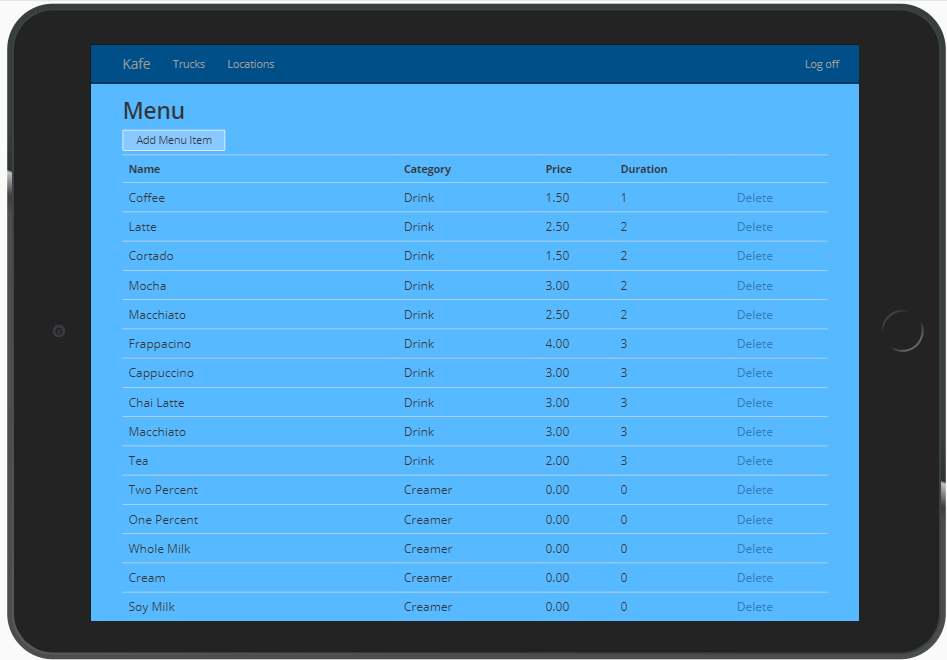 Kafe Trucks Locations Log off
Menu
Add Menu Item
Name Category Price Duration
Coffee Drink 1.50 1 Delete
Latte Drink 2.50 2 Delete
Cortado Drink 1.50 2 Delete
Mocha Drink 3.00 2 Delete
Macchiato Drink 2.50 2 Delete
Frappacino Drink 4.00 3 Delete
Cappuccino Drink 3.00 3 Delete
Chai Latte Drink 3.00 3 Delete
Macchiato Drink 3.00 3 Delete
Tea Drink 2.00 3 Delete
Two Percent Creamer 0.00 0 Delete
One Percent Creamer 0.00 0 Delete
Whole Milk Creamer 0.00 0 Delete
Cream Creamer 0.00 0 Delete
Soy Milk Creamer 0.00 0 Delete